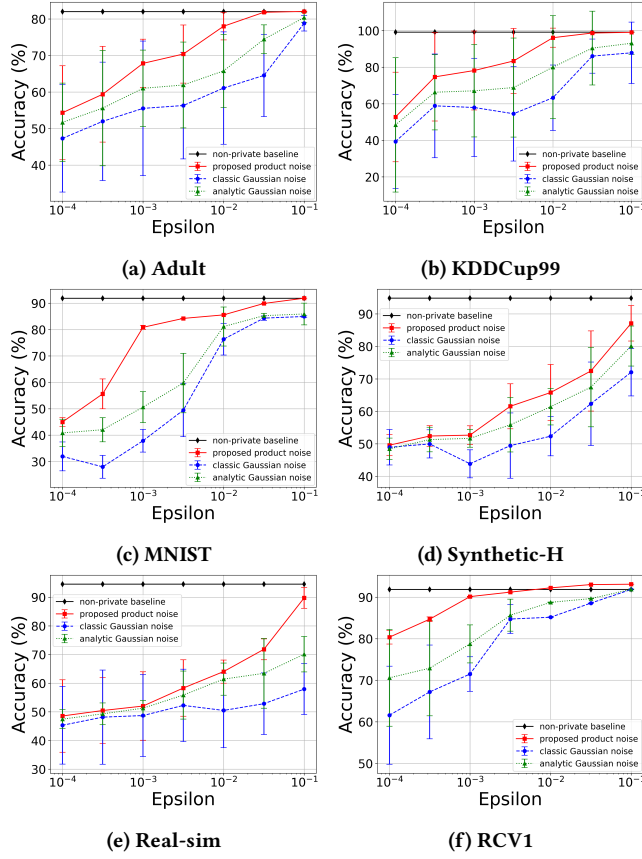 80
70
60
50
40
Accuracy (%)
non-private baseline
proposed product noise
classic Gaussian noise
analytic Gaussian noise
10⁻⁴ 10⁻³ 10⁻² 10⁻¹
Epsilon
(a) Adult
100
80
60
40
20
Accuracy (%)
non-private baseline
proposed product noise
classic Gaussian noise
analytic Gaussian noise
10⁻⁴ 10⁻³ 10⁻² 10⁻¹
Epsilon
(b) KDDCup99
90
80
70
60
50
40
30
Accuracy (%)
non-private baseline
proposed product noise
classic Gaussian noise
analytic Gaussian noise
10⁻⁴ 10⁻³ 10⁻² 10⁻¹
Epsilon
(c) MNIST
90
80
70
60
50
40
Accuracy (%)
non-private baseline
proposed product noise
classic Gaussian noise
analytic Gaussian noise
10⁻⁴ 10⁻³ 10⁻² 10⁻¹
Epsilon
(d) Synthetic-H
90
80
70
60
50
40
30
Accuracy (%)
non-private baseline
proposed product noise
classic Gaussian noise
analytic Gaussian noise
10⁻⁴ 10⁻³ 10⁻² 10⁻¹
Epsilon
(e) Real-sim
90
80
70
60
50
Accuracy (%)
non-private baseline
proposed product noise
classic Gaussian noise
analytic Gaussian noise
10⁻⁴ 10⁻³ 10⁻² 10⁻¹
Epsilon
(f) RCV1